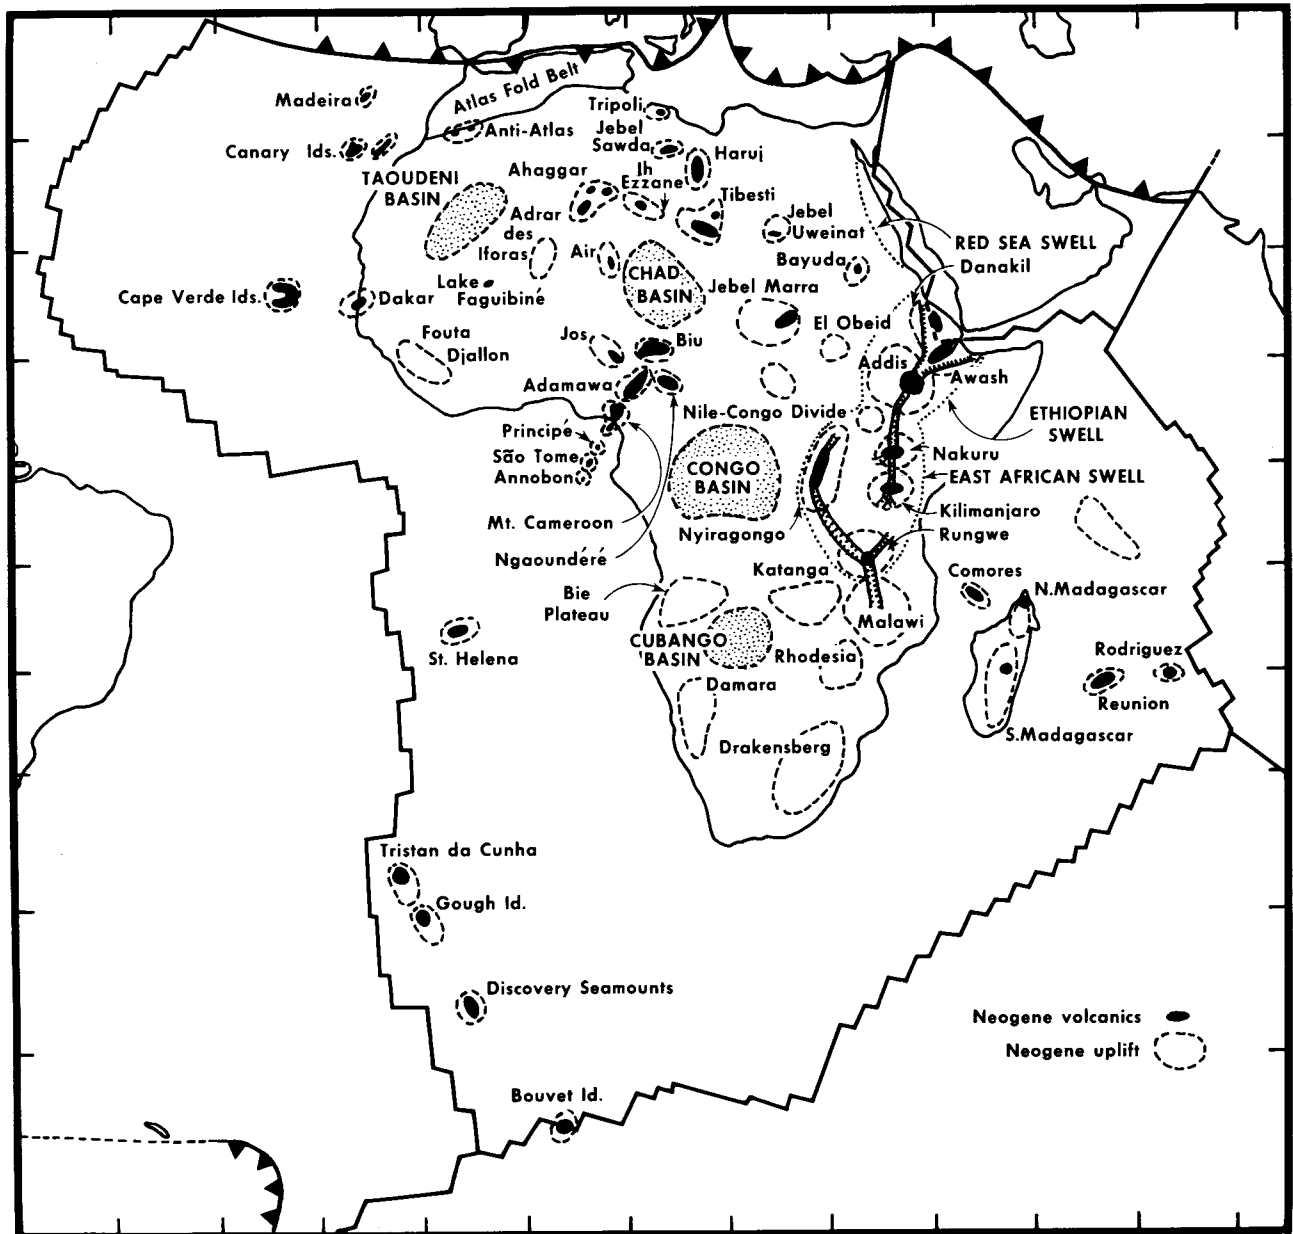 Madeira
Canary Ids.
Atlas Fold Belt
Anti-Atlas
Tripoli
Jebel
Sawda
Haruj
TAOUDENI
BASIN
Ahaggar
Ih
Ezzane
Tibesti
Adrar
des
Iforas
Air
Jebel
Uweinat
Bayuda
RED SEA SWELL
Danakil
Cape Verde Ids.
Dakar
Lake
Faguibiné
CHAD
BASIN
Jebel Marra
El Obeid
Fouta
Djallon
Jos
Biu
Addis
Awash
Adamawa
Nile-Congo Divide
ETHIOPIAN
SWELL
Principé
São Tome
Annobon
CONGO
BASIN
Nakuru
EAST AFRICAN SWELL
Mt. Cameroon
Nyiragongo
Kilimanjaro
Rungwe
Ngaoundéré
Katanga
Comores
N.Madagascar
Bie
Plateau
Malawi
St. Helena
CUBANGO
BASIN
Rhodesia
Rodriguez
Damara
Reunion
S.Madagascar
Drakensberg
Tristan da Cunha
Gough Id.
Discovery Seamounts
Neogene volcanics
Neogene uplift
Bouvet Id.